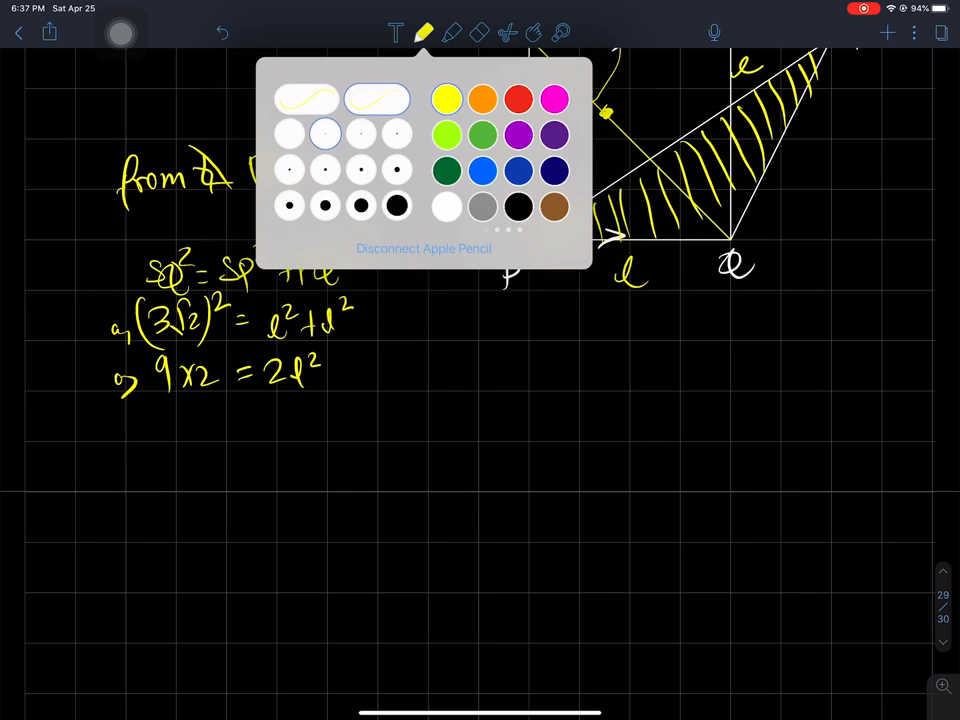 6:37 PM Sat Apr 25
94%
T
from
l
SQ² = SP² +
Disconnect Apple Pencil
l
Q
(3√2)² = l² + l²
9 × 2 = 2l²
29
/
30